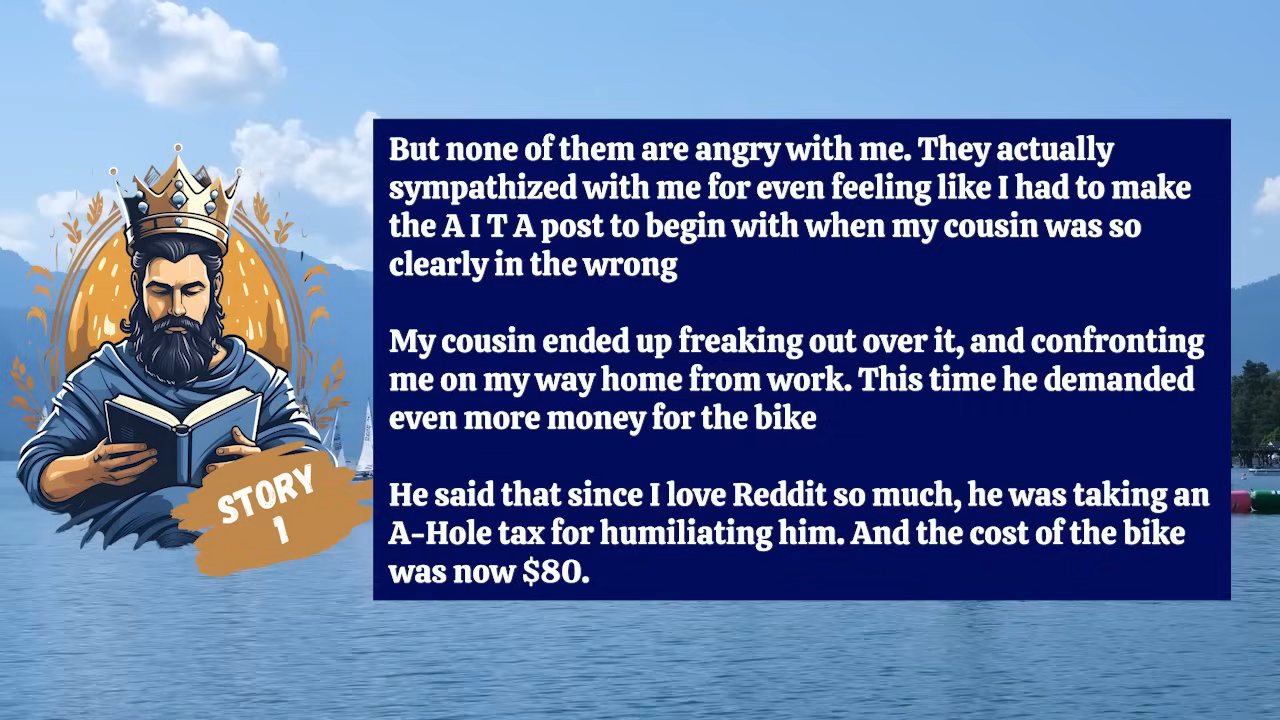 But none of them are angry with me. They actually
sympathized with me for even feeling like I had to make
the A I T A post to begin with when my cousin was so
clearly in the wrong
My cousin ended up freaking out over it, and confronting
me on my way home from work. This time he demanded
even more money for the bike
He said that since I love Reddit so much, he was taking an
A-Hole tax for humiliating him. And the cost of the bike
was now $80.
STORY
1